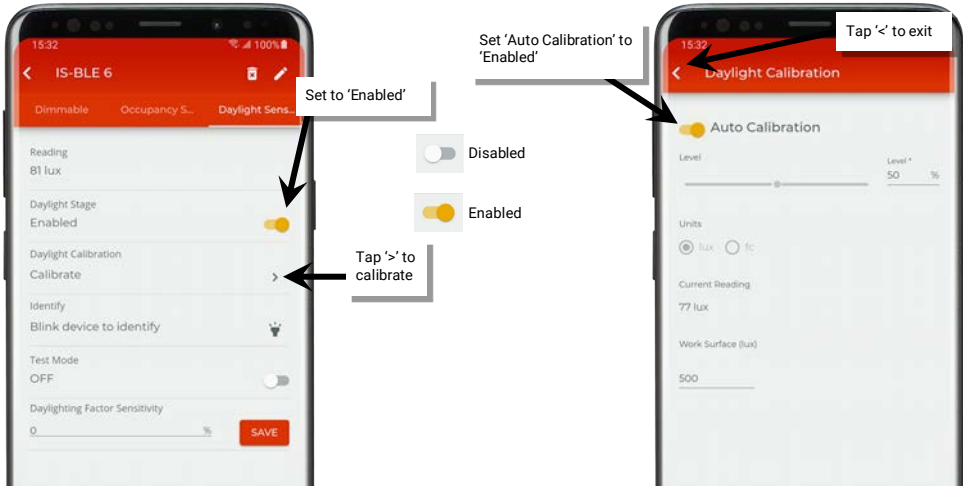 15:32
100%
IS-BLE 6
Dimmable
Occupancy S...
Daylight Sens...
Reading
81 lux
Daylight Stage
Enabled
Daylight Calibration
Calibrate
Identify
Blink device to identify
Test Mode
OFF
Daylighting Factor Sensitivity
0 %
SAVE
Set to ‘Enabled’
Disabled
Enabled
Tap ‘>’ to
calibrate
Set ‘Auto Calibration’ to
‘Enabled’
Tap ‘<’ to exit
15:32
Daylight Calibration
Auto Calibration
Level
Level *
50 %
Units
lux
fc
Current Reading
77 lux
Work Surface (lux)
500